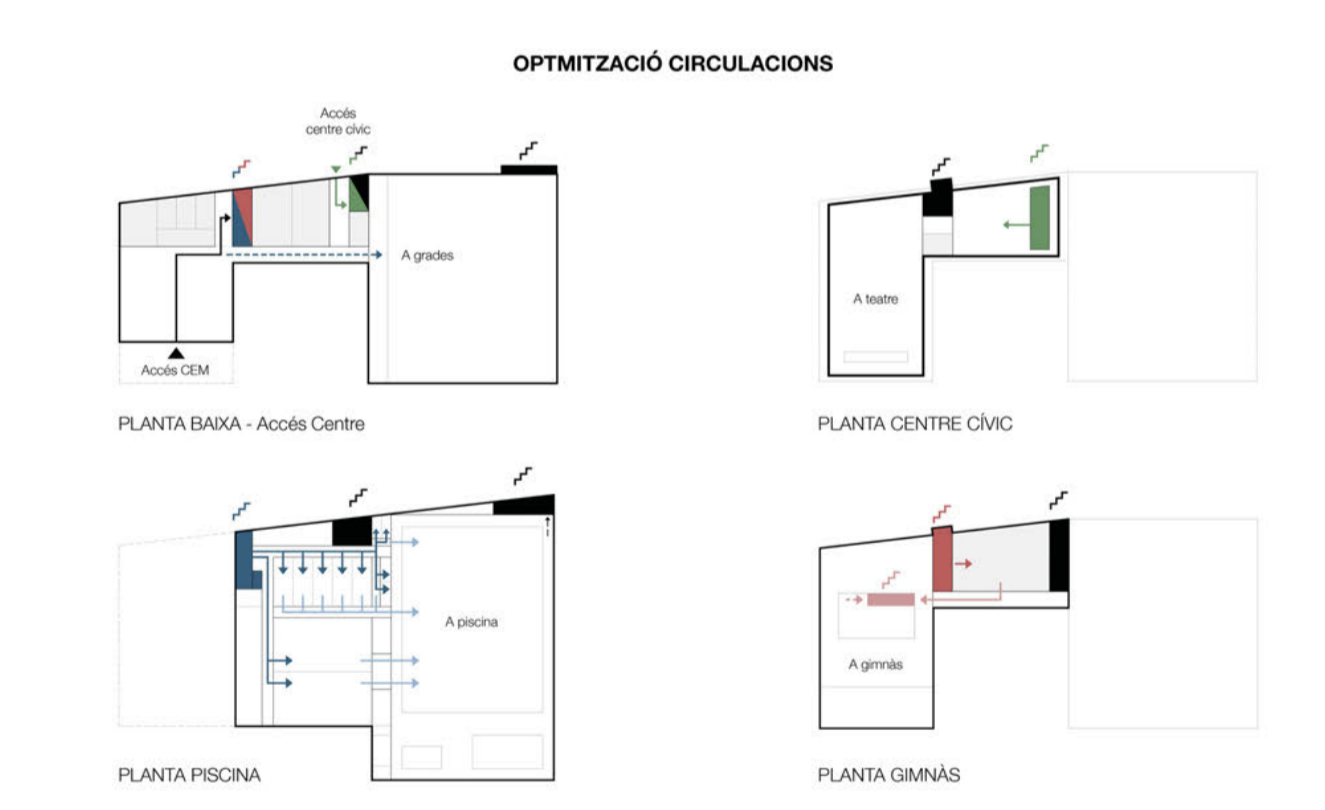 OPTMITZACIÓ CIRCULACIONS
Accés
centre cívic
A grades
Accés CEM
PLANTA BAIXA - Accés Centre
A teatre
PLANTA CENTRE CÍVIC
A piscina
PLANTA PISCINA
A gimnàs
PLANTA GIMNÀS